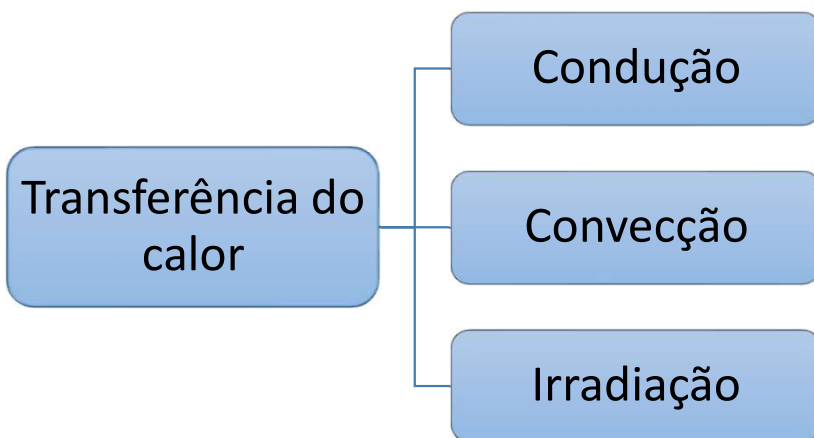 Condução
Transferência do
calor
Convecção
Irradiação